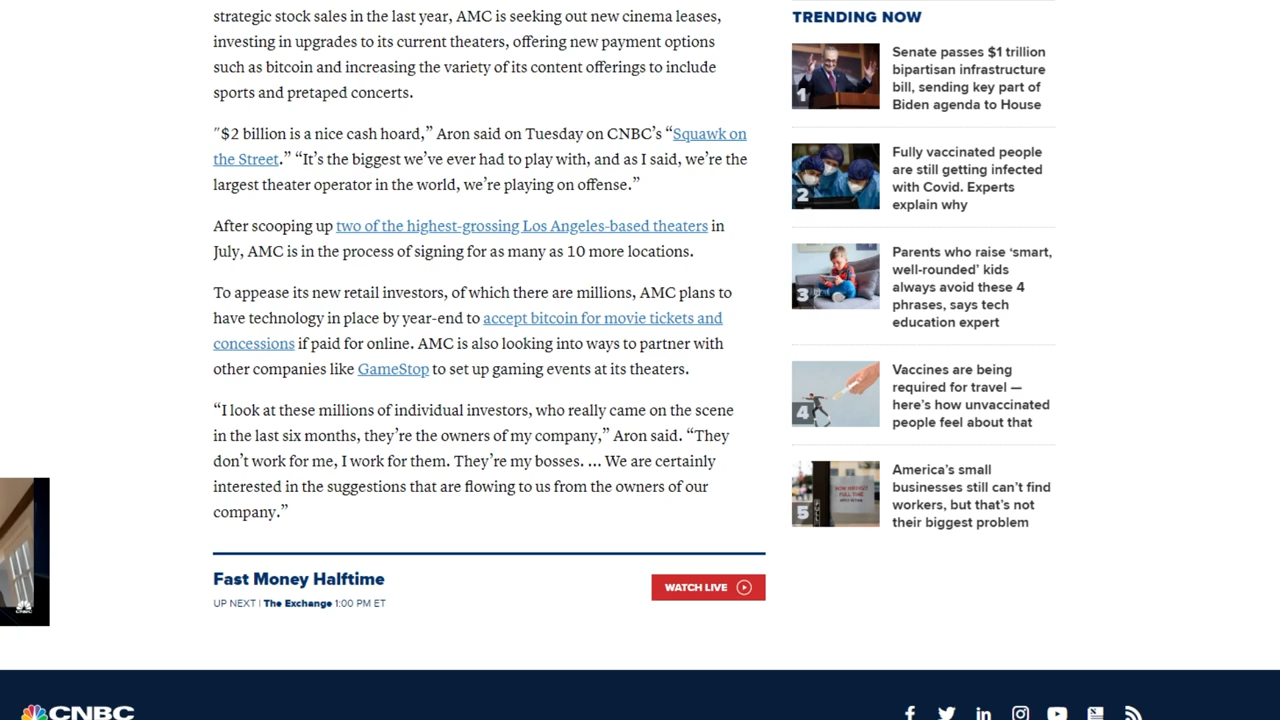 strategic stock sales in the last year, AMC is seeking out new cinema leases,
investing in upgrades to its current theaters, offering new payment options
such as bitcoin and increasing the variety of its content offerings to include
sports and pretaped concerts.
"$2 billion is a nice cash hoard,” Aron said on Tuesday on CNBC’s “Squawk on
the Street.” “It’s the biggest we’ve ever had to play with, and as I said, we’re the
largest theater operator in the world, we’re playing on offense.”
After scooping up two of the highest-grossing Los Angeles-based theaters in
July, AMC is in the process of signing for as many as 10 more locations.
To appease its new retail investors, of which there are millions, AMC plans to
have technology in place by year-end to accept bitcoin for movie tickets and
concessions if paid for online. AMC is also looking into ways to partner with
other companies like GameStop to set up gaming events at its theaters.
“I look at these millions of individual investors, who really came on the scene
in the last six months, they’re the owners of my company,” Aron said. “They
don’t work for me, I work for them. They’re my bosses. … We are certainly
interested in the suggestions that are flowing to us from the owners of our
company.”
Fast Money Halftime
UP NEXT | The Exchange 1:00 PM ET
WATCH LIVE
TRENDING NOW
1
Senate passes $1 trillion
bipartisan infrastructure
bill, sending key part of
Biden agenda to House
2
Fully vaccinated people
are still getting infected
with Covid. Experts
explain why
3
Parents who raise ‘smart,
well-rounded’ kids
always avoid these 4
phrases, says tech
education expert
4
Vaccines are being
required for travel —
here’s how unvaccinated
people feel about that
5
America’s small
businesses still can’t find
workers, but that’s not
their biggest problem
CNBC
CNBC